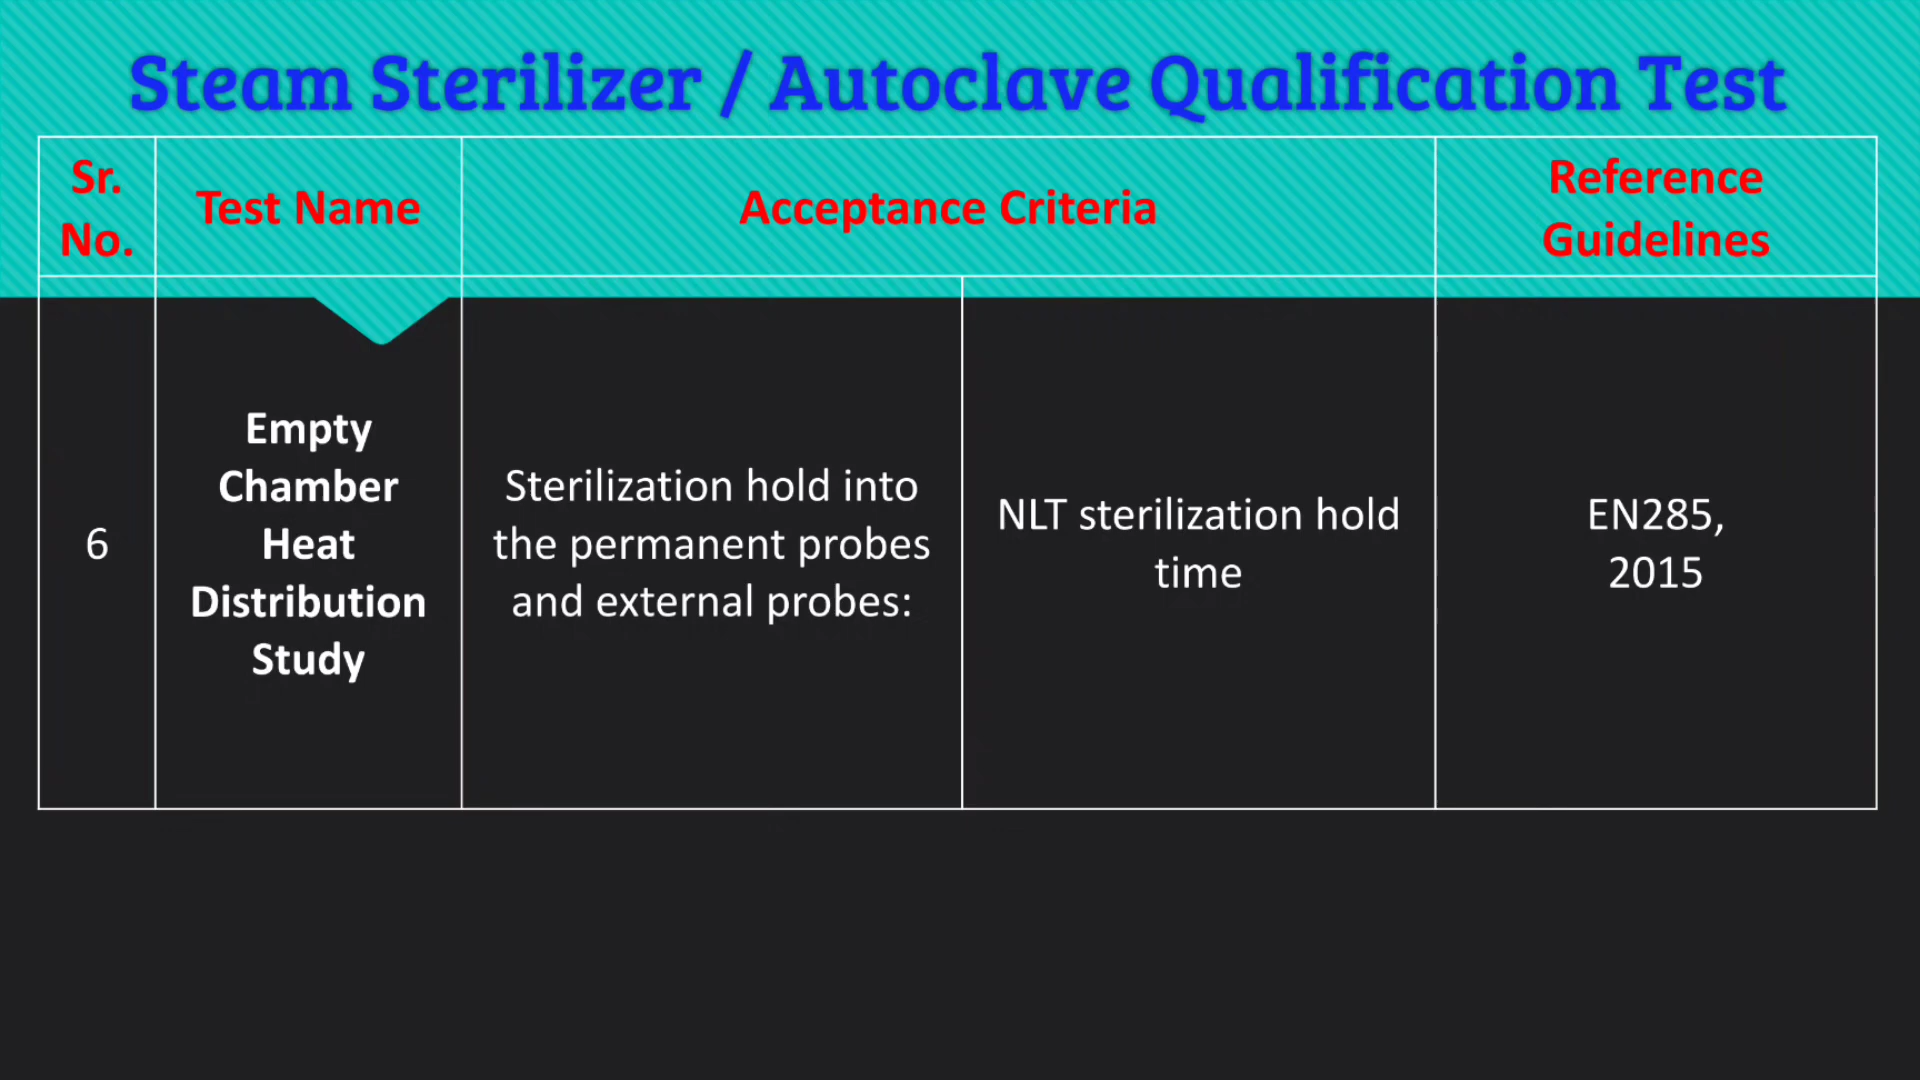 Steam Sterilizer / Autoclave Qualification Test
Sr.
No.
Test Name
Acceptance Criteria
Reference
Guidelines
6
Empty
Chamber
Heat
Distribution
Study
Sterilization hold into
the permanent probes
and external probes:
NLT sterilization hold
time
EN285,
2015